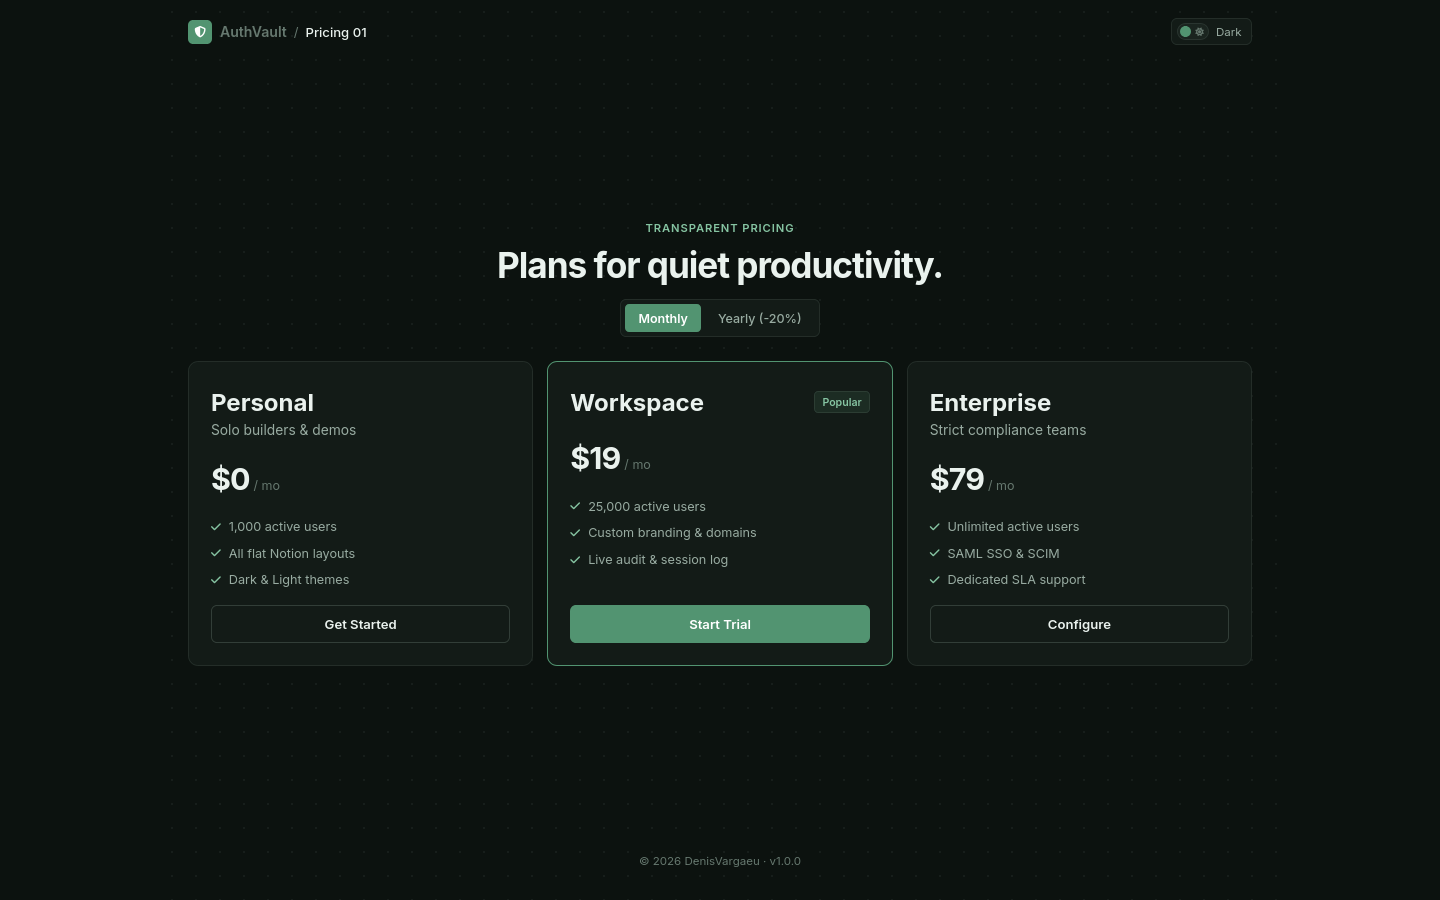 AuthVault / Pricing 01
Dark
TRANSPARENT PRICING
Plans for quiet productivity.
Monthly
Yearly (-20%)
Personal
Solo builders & demos
$0 / mo
1,000 active users
All flat Notion layouts
Dark & Light themes
Get Started
Workspace
Popular
$19 / mo
25,000 active users
Custom branding & domains
Live audit & session log
Start Trial
Enterprise
Strict compliance teams
$79 / mo
Unlimited active users
SAML SSO & SCIM
Dedicated SLA support
Configure
© 2026 DenisVargaeu · v1.0.0